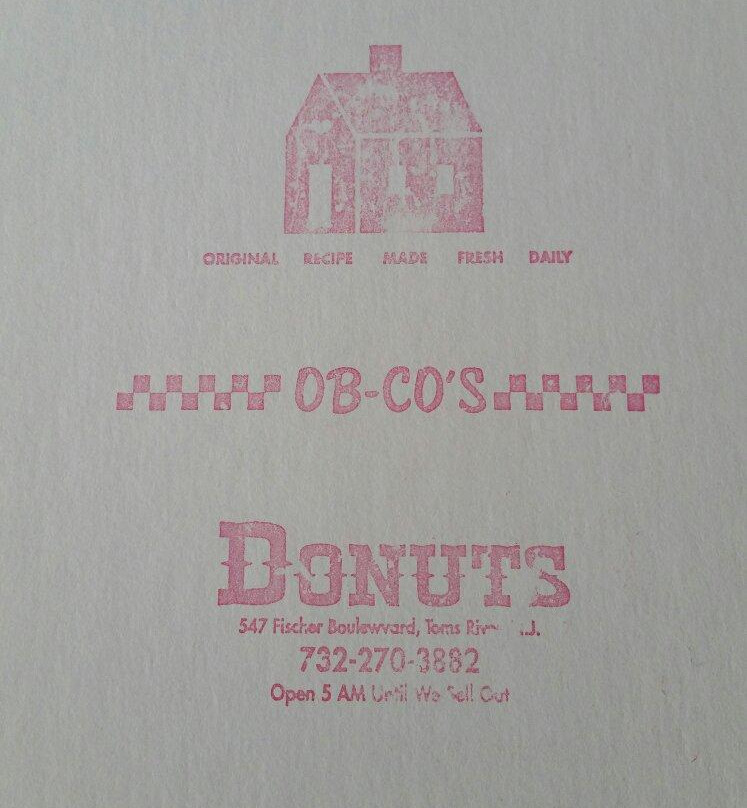 ORIGINAL RECIPE MADE FRESH DAILY
OB-CO'S
DONUTS
547 Fischer Boulewvard, Toms
732-270-3882
Open 5 AM Until We Sell Out